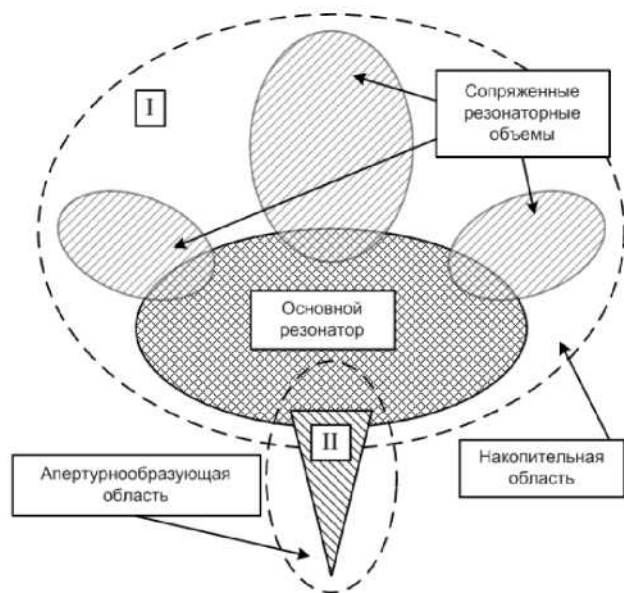 I
Сопряженные
резонаторные
объемы
Основной
резонатор
II
Апертурнообразующая
область
Накопительная
область